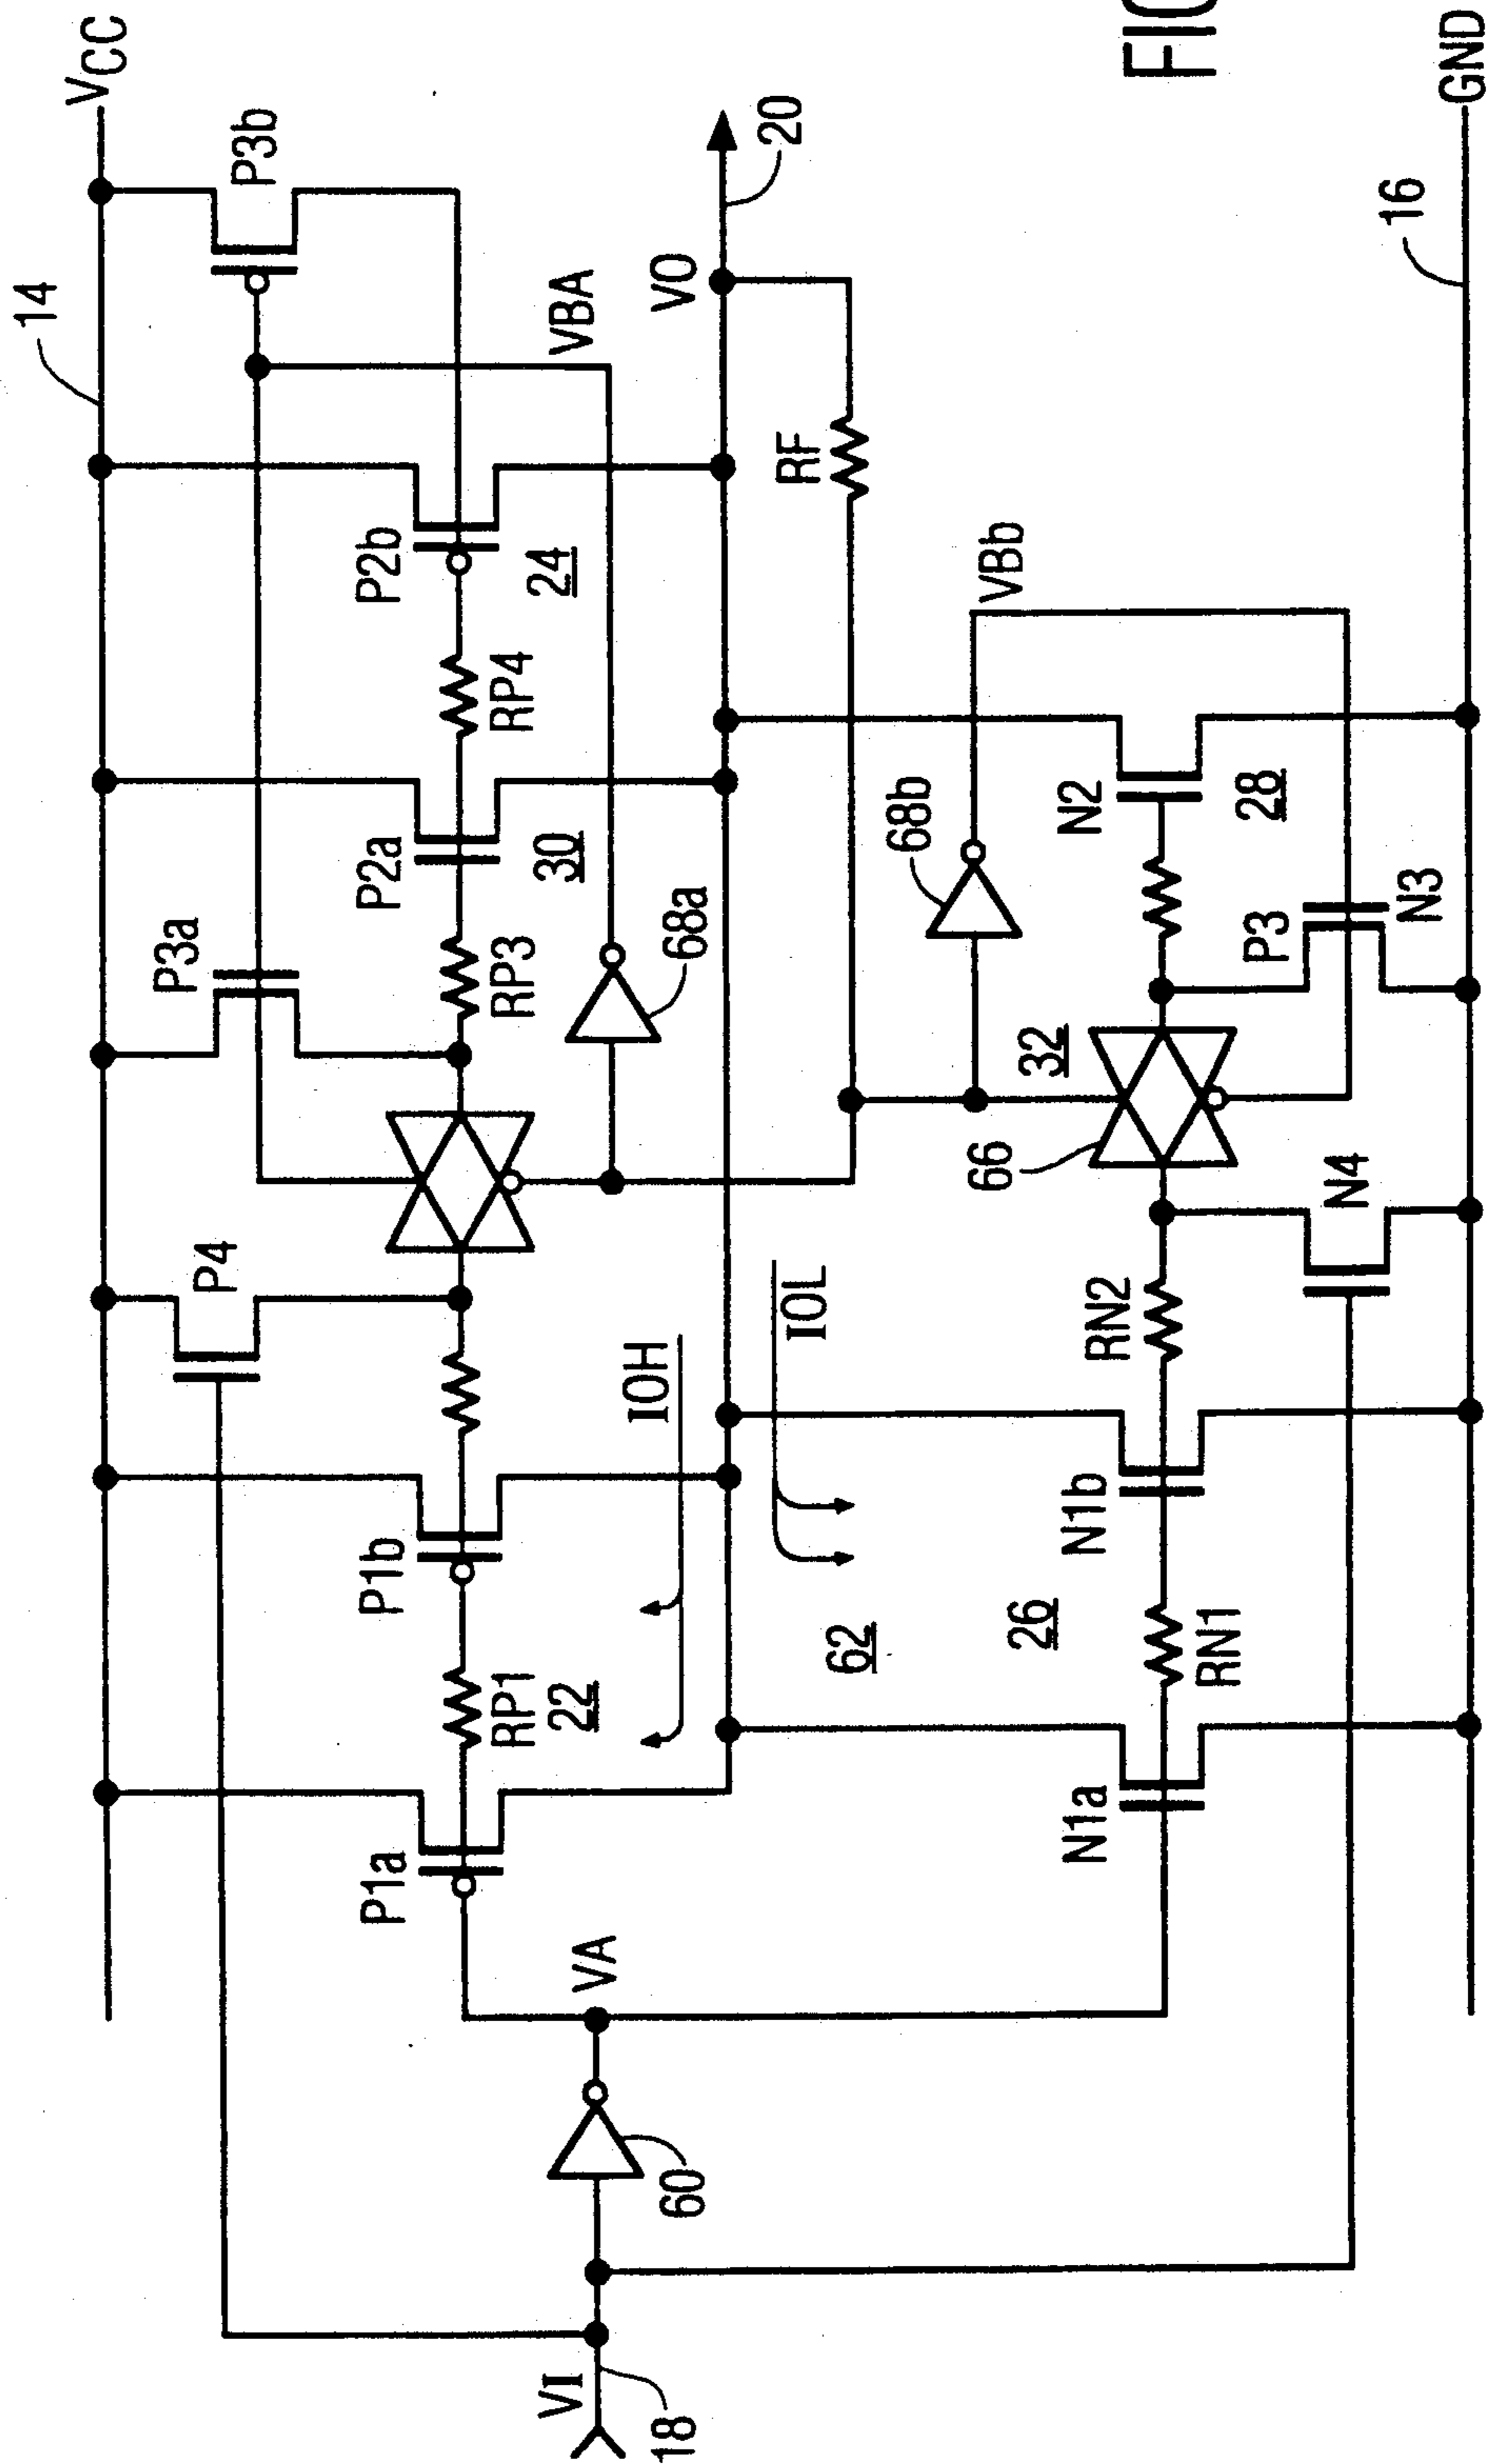 VCC
14
P3b
P3a
P4
VBA
P2b
24
RP4
P2a
30
RP3
68a
P1b
RP1
22
P1a
IOH
VO
20
RF
IOL
VI
18
60
VA
62
VBb
68b
N2
28
P3
N3
32
66
N4
RN2
N1b
26
RN1
N1a
16
GND